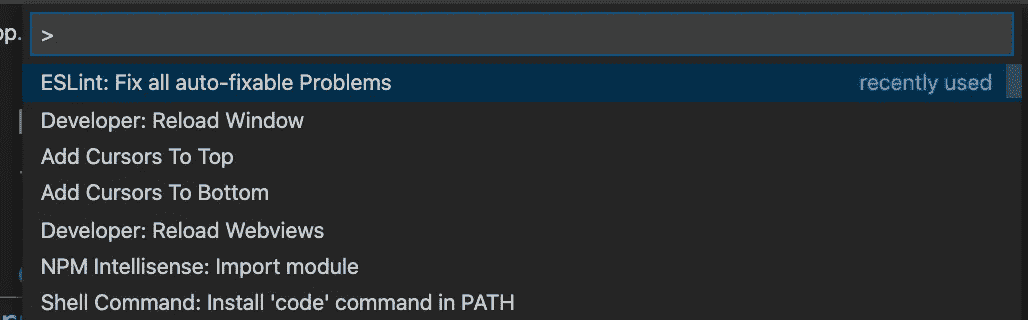 op.
>
ESLint: Fix all auto-fixable Problems recently used
Developer: Reload Window
Add Cursors To Top
Add Cursors To Bottom
Developer: Reload Webviews
NPM Intellisense: Import module
Shell Command: Install 'code' command in PATH